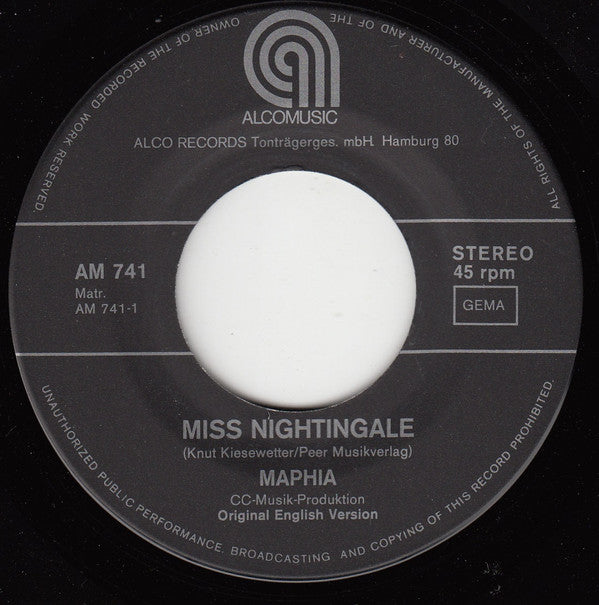 ALL RIGHTS OF THE MANUFACTURER AND OF THE OWNER OF THE RECORDED WORK RESERVED.
ALCOMUSIC
ALCO RECORDS Tonträgerges. mbH. Hamburg 80
AM 741
Matr.
AM 741-1
STEREO
45 rpm
GEMA
MISS NIGHTINGALE
(Knut Kiesewetter/Peer Musikverlag)
MAPHIA
CC-Musik-Produktion
Original English Version
UNAUTHORIZED PUBLIC PERFORMANCE, BROADCASTING AND COPYING OF THIS RECORD PROHIBITED.